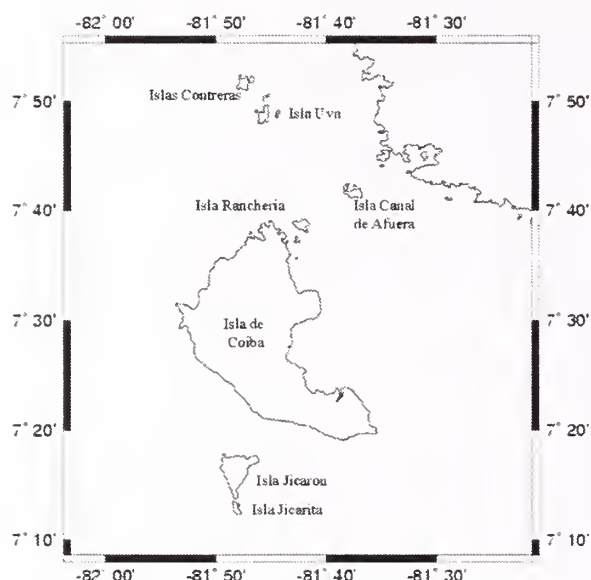 -82° 00' -81° 50' -81° 40' -81° 30'
Islas Contreras
7° 50' Isla Uva 7° 50'
Isla Rancheria
Isla Canal
de Afuera
7° 40' 7° 40'
7° 30' 7° 30'
Isla de
Coiba
7° 20' 7° 20'
Isla Jicarou
Isla Jicarita
7° 10' 7° 10'
-82° 00' -81° 50' -81° 40' -81° 30'